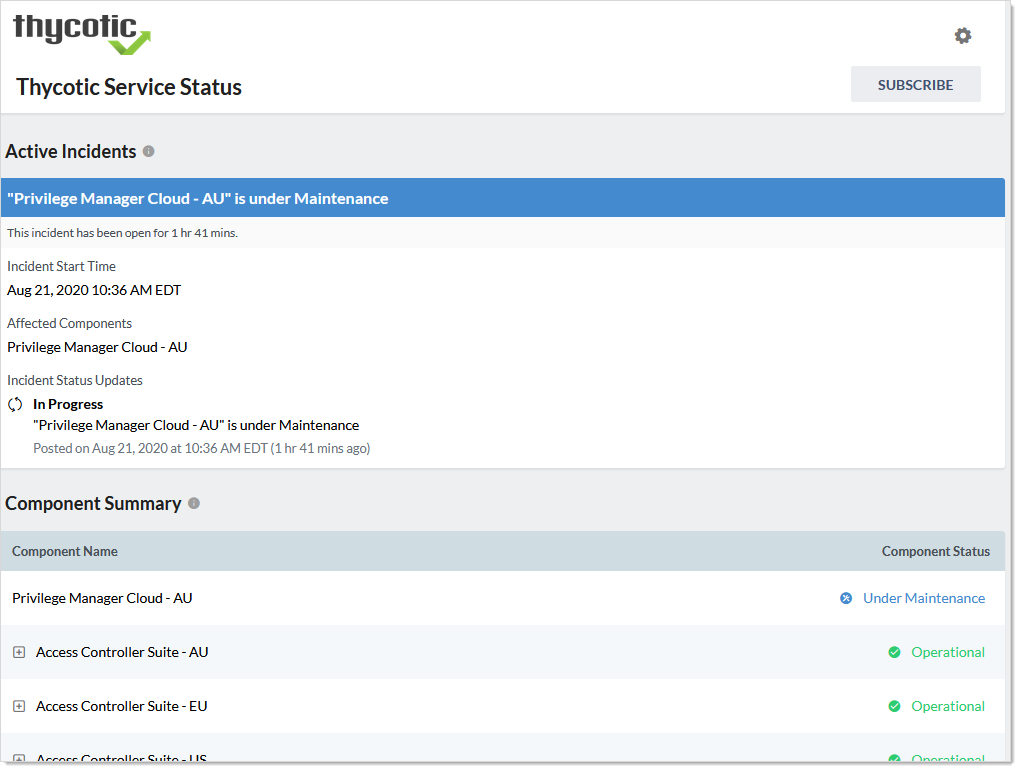 thycotic
Thycotic Service Status
SUBSCRIBE
Active Incidents
"Privilege Manager Cloud - AU" is under Maintenance
This incident has been open for 1 hr 41 mins.
Incident Start Time
Aug 21, 2020 10:36 AM EDT
Affected Components
Privilege Manager Cloud - AU
Incident Status Updates
In Progress
"Privilege Manager Cloud - AU" is under Maintenance
Posted on Aug 21, 2020 at 10:36 AM EDT (1 hr 41 mins ago)
Component Summary
Component Name Component Status
Privilege Manager Cloud - AU Under Maintenance
Access Controller Suite - AU Operational
Access Controller Suite - EU Operational
Access Controller Suite - US Operational